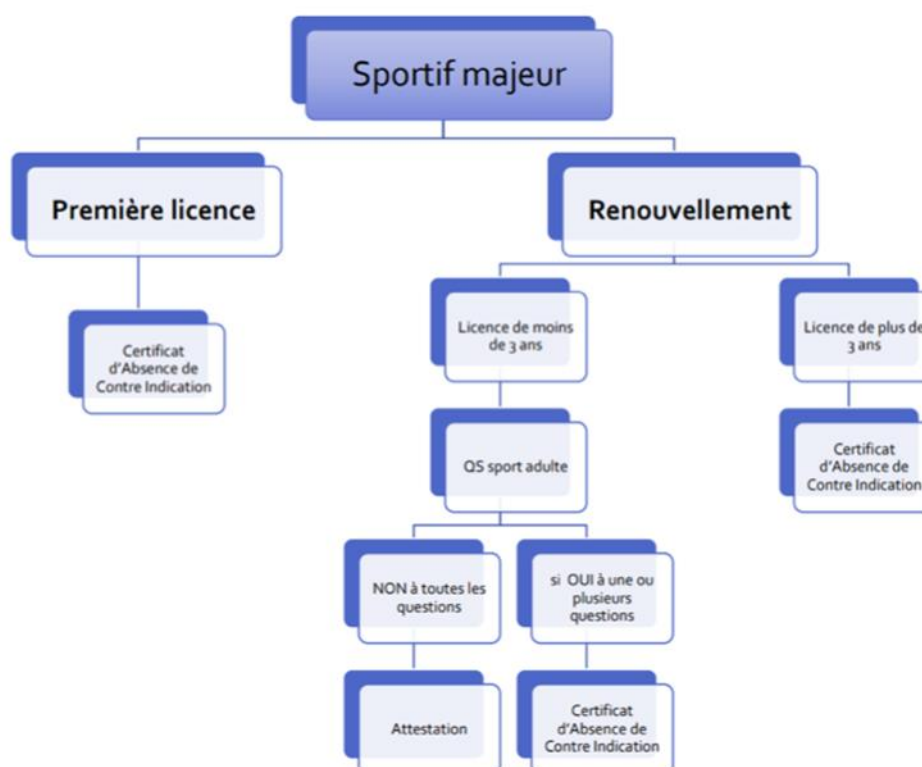 Sportif majeur
Première licence
Renouvellement
Certificat
d'Absence de
Contre Indication
Licence de moins
de 3 ans
Licence de plus de
3 ans
QS sport adulte
Certificat
d'Absence de
Contre Indication
NON à toutes les
questions
si OUI à une ou
plusieurs
questions
Attestation
Certificat
d'Absence de
Contre Indication